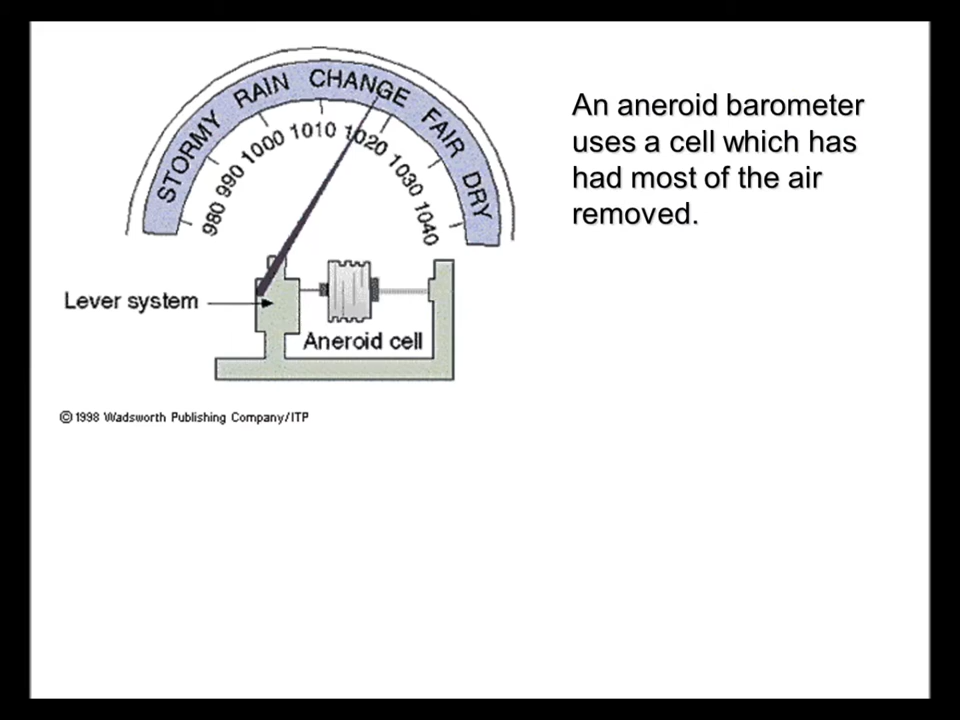 STORMY RAIN CHANGE FAIR DRY
980 990 1000 1010 1020 1030 1040
An aneroid barometer
uses a cell which has
had most of the air
removed.
Lever system
Aneroid cell
© 1998 Wadsworth Publishing Company/ITP